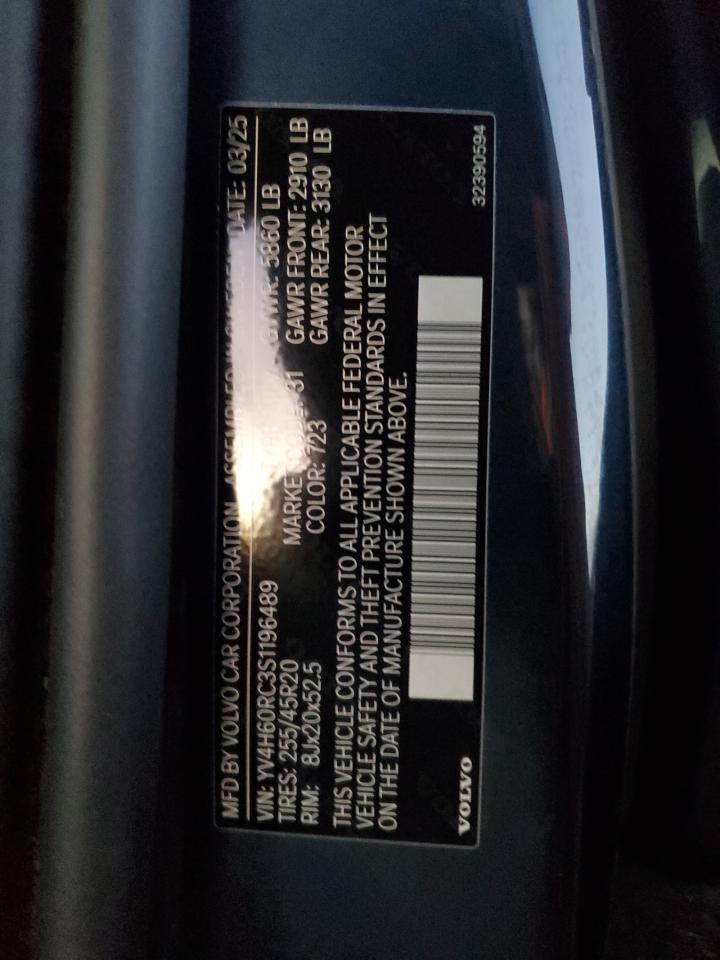 MFD BY VOLVO CAR CORPORATION ASSEMBLED IN DATE: 03/25
VIN: YV4H60RC3S1196489 GVWR: 5860 LB
TIRES: 255/45R20 MARKET 31 GAWR FRONT: 2910 LB
RIM: 8Jx20x52.5 COLOR: 723 GAWR REAR: 3130 LB
THIS VEHICLE CONFORMS TO ALL APPLICABLE FEDERAL MOTOR
VEHICLE SAFETY AND THEFT PREVENTION STANDARDS IN EFFECT
ON THE DATE OF MANUFACTURE SHOWN ABOVE.
VOLVO
32390594